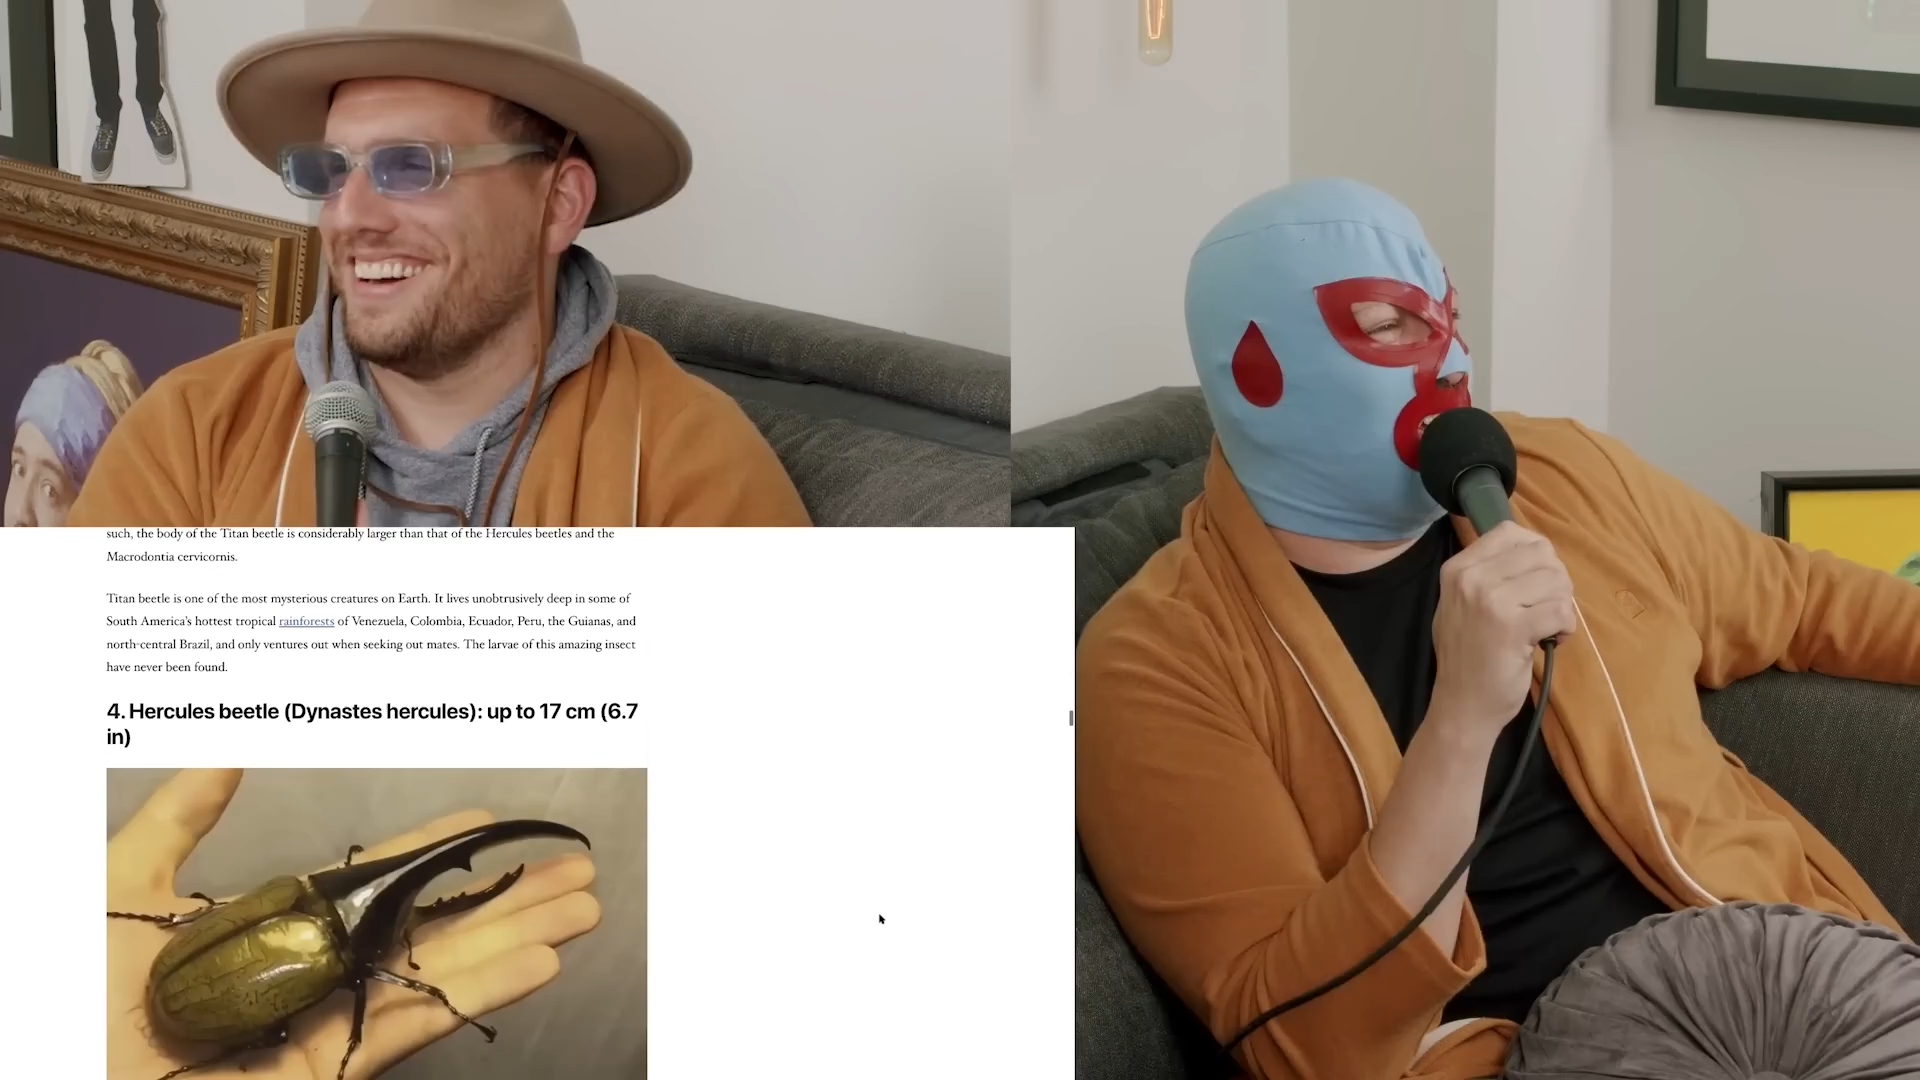 such, the body of the Titan beetle is considerably larger than that of the Hercules beetles and the
Macrodontia cervicornis.
Titan beetle is one of the most mysterious creatures on Earth. It lives unobtrusively deep in some of
South America's hottest tropical rainforests of Venezuela, Colombia, Ecuador, Peru, the Guianas, and
north-central Brazil, and only ventures out when seeking out mates. The larvae of this amazing insect
have never been found.
4. Hercules beetle (Dynastes hercules): up to 17 cm (6.7
in)